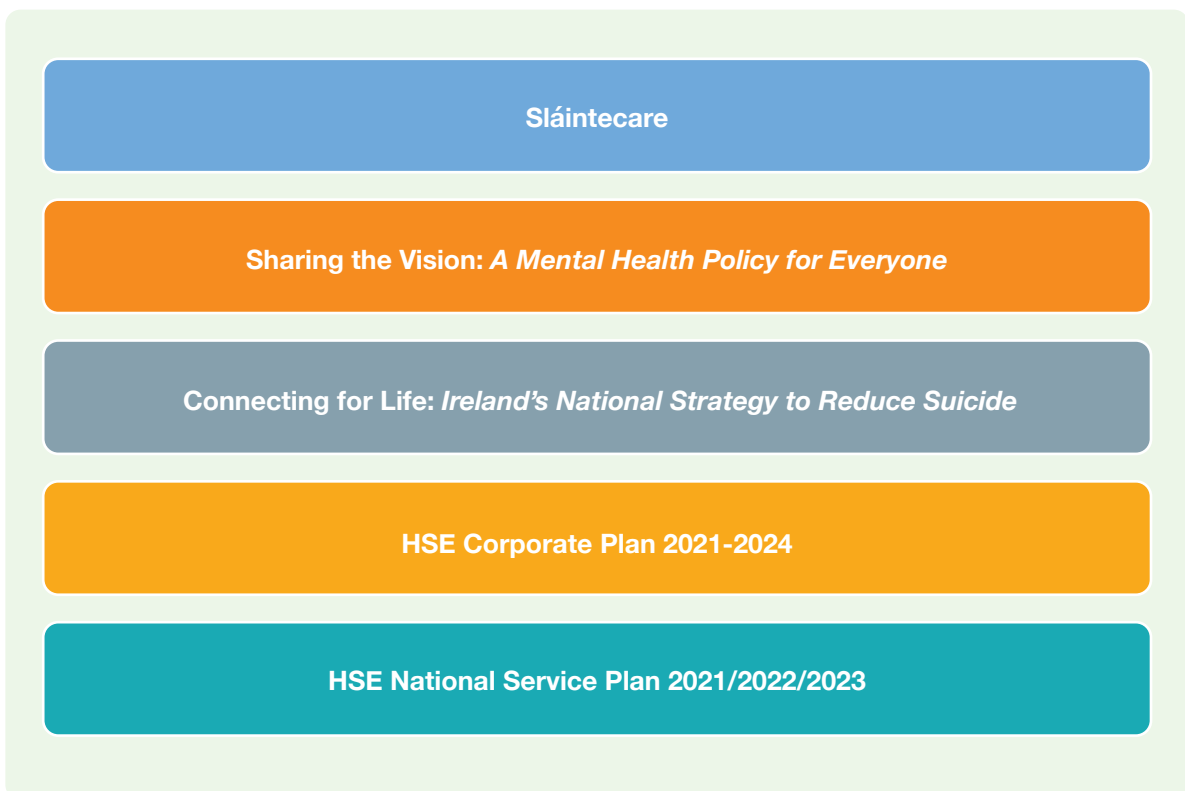 Sláintecare
Sharing the Vision: A Mental Health Policy for Everyone
Connecting for Life: Ireland’s National Strategy to Reduce Suicide
HSE Corporate Plan 2021-2024
HSE National Service Plan 2021/2022/2023